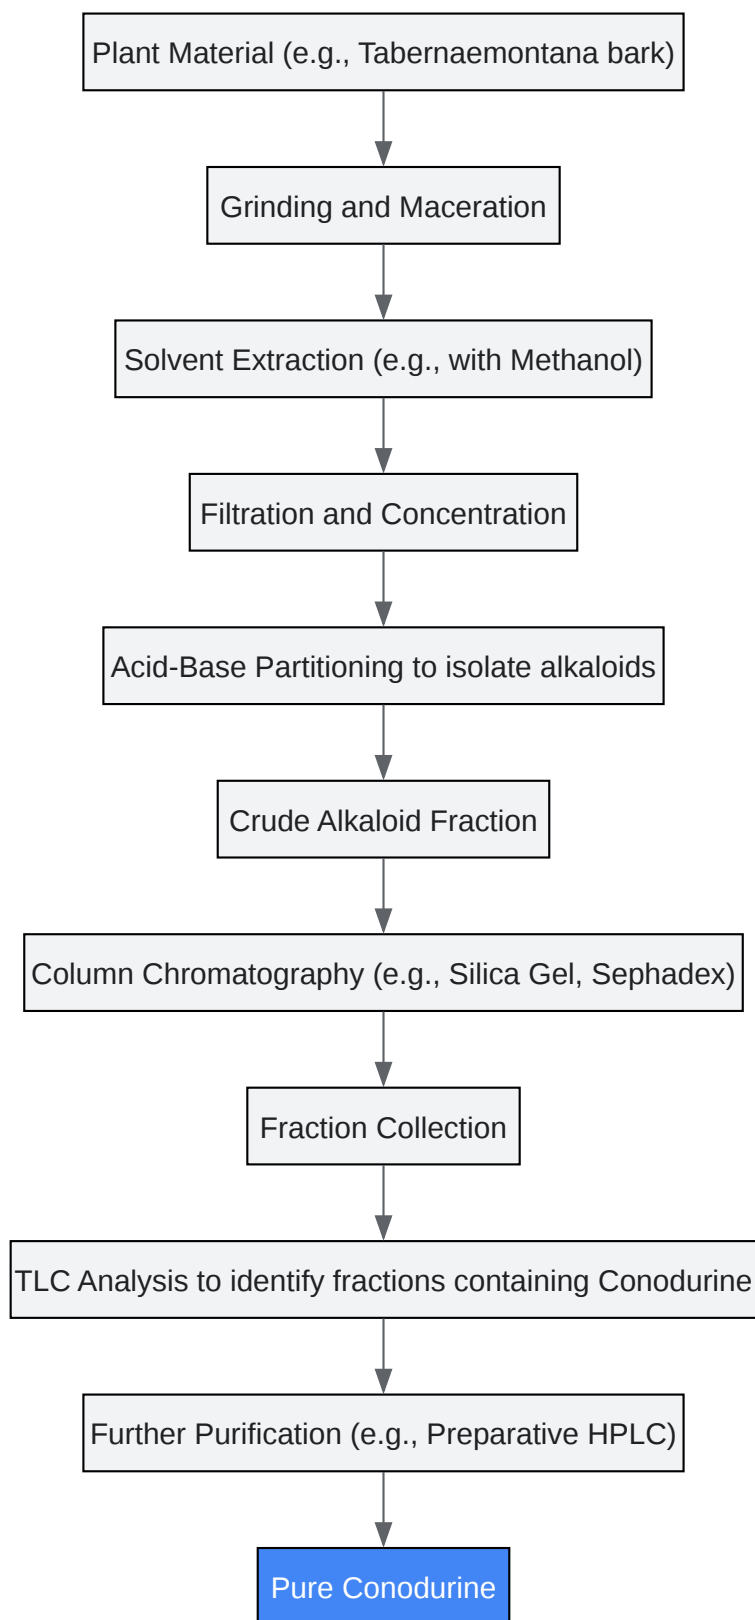 Plant Material (e.g., Tabernaemontana bark)
Grinding and Maceration
Solvent Extraction (e.g., with Methanol)
Filtration and Concentration
Acid-Base Partitioning to isolate alkaloids
Crude Alkaloid Fraction
Column Chromatography (e.g., Silica Gel, Sephadex)
Fraction Collection
TLC Analysis to identify fractions containing Conodurine
Further Purification (e.g., Preparative HPLC)
Pure Conodurine